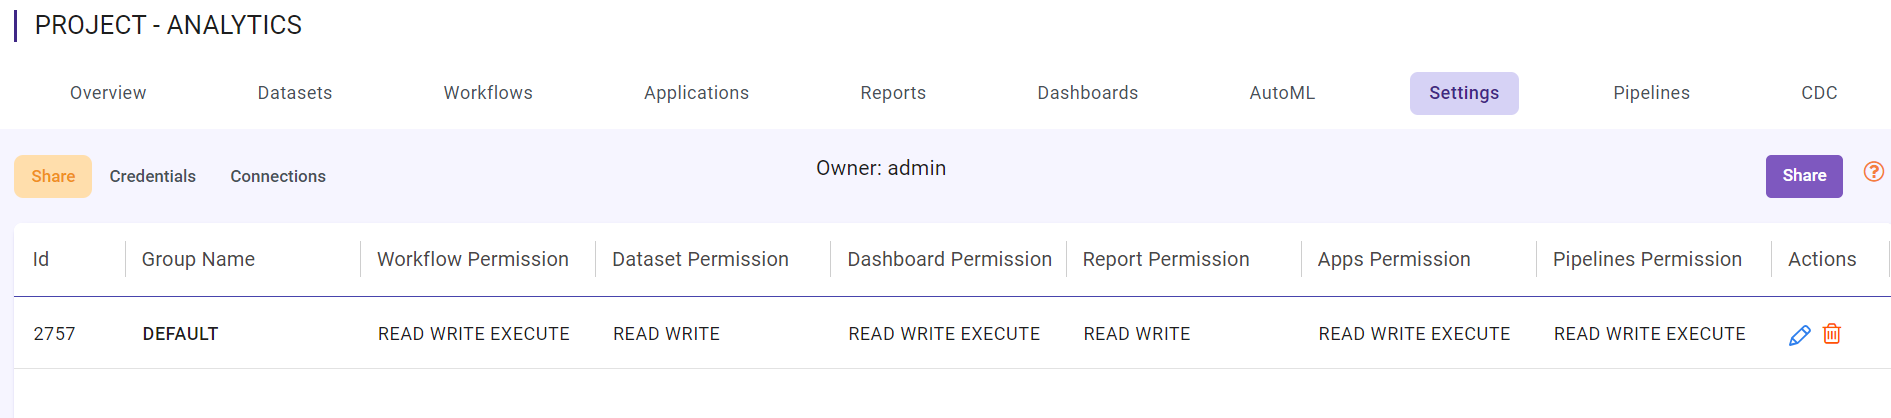 PROJECT - ANALYTICS
Overview Datasets Workflows Applications Reports Dashboards AutoML Settings Pipelines CDC
Share Credentials Connections Owner: admin Share ?
Id Group Name Workflow Permission Dataset Permission Dashboard Permission Report Permission Apps Permission Pipelines Permission Actions
2757 DEFAULT READ WRITE EXECUTE READ WRITE READ WRITE EXECUTE READ WRITE READ WRITE EXECUTE READ WRITE EXECUTE